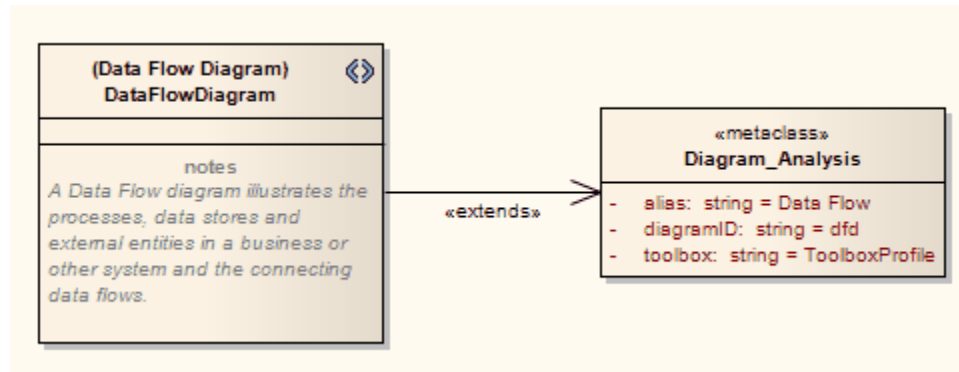 (Data Flow Diagram)
DataFlowDiagram
notes
A Data Flow diagram illustrates the
processes, data stores and
external entities in a business or
other system and the connecting
data flows.
«extends»
«metaclass»
Diagram_Analysis
- alias: string = Data Flow
- diagramID: string = dfd
- toolbox: string = ToolboxProfile